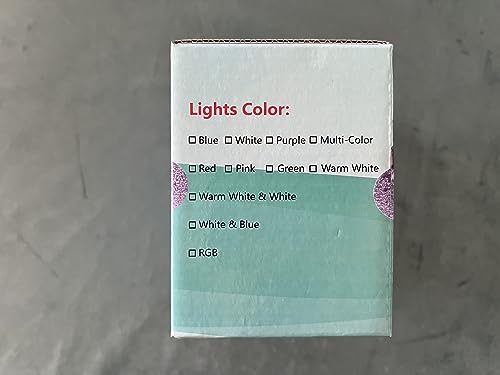 Lights Color:
☐ Blue ☐ White ☐ Purple ☐ Multi-Color
☐ Red ☐ Pink ☐ Green ☐ Warm White
☐ Warm White & White
☐ White & Blue
☐ RGB